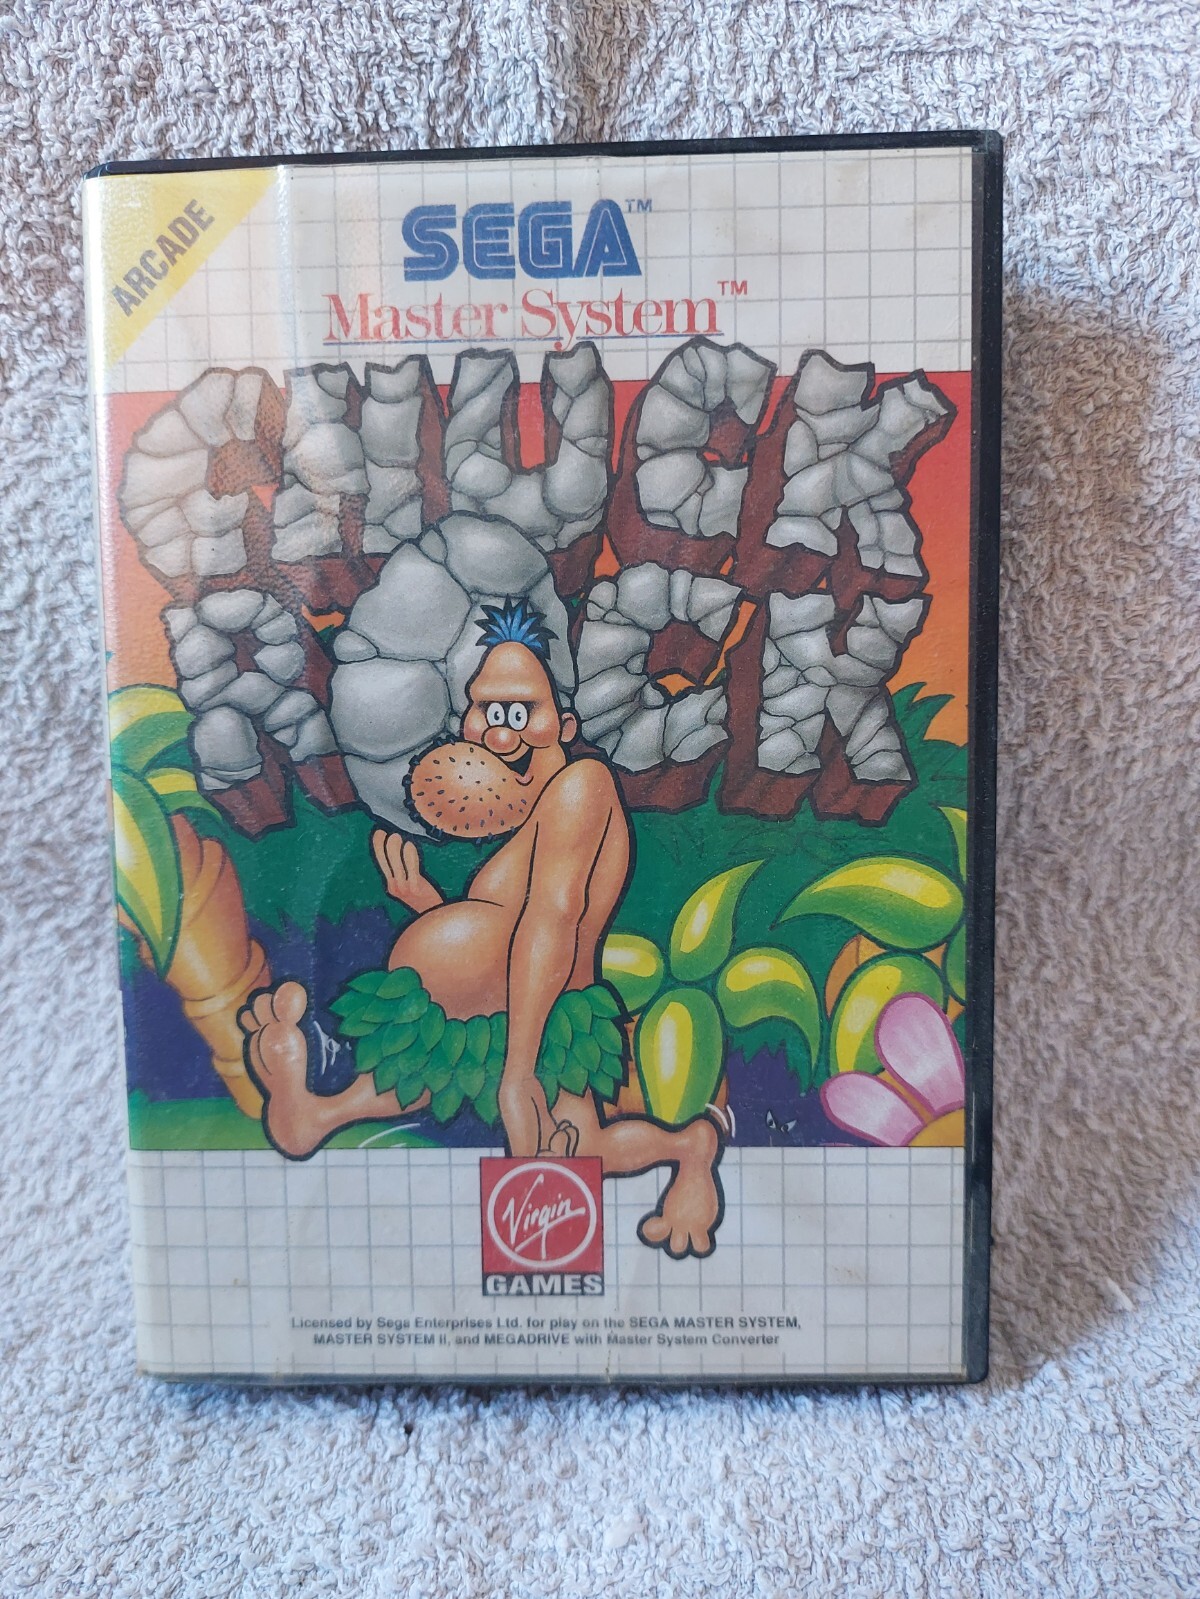 ARCADE
SEGA™
Master System™
CHUCK
ROCK
Virgin
GAMES
Licensed by Sega Enterprises Ltd. for play on the SEGA MASTER SYSTEM,
MASTER SYSTEM II, and MEGADRIVE with Master System Converter